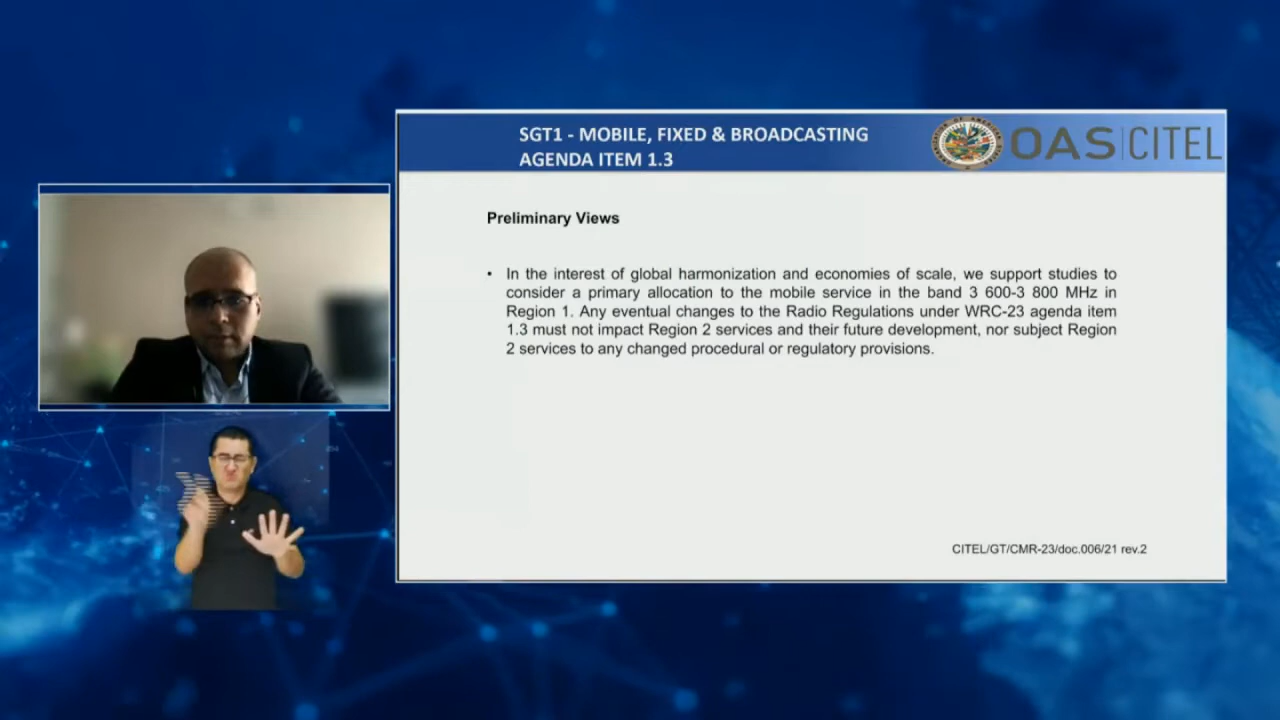 SGT1 - MOBILE, FIXED & BROADCASTING
AGENDA ITEM 1.3
OAS|CITEL
Preliminary Views
• In the interest of global harmonization and economies of scale, we support studies to
consider a primary allocation to the mobile service in the band 3 600-3 800 MHz in
Region 1. Any eventual changes to the Radio Regulations under WRC-23 agenda item
1.3 must not impact Region 2 services and their future development, nor subject Region
2 services to any changed procedural or regulatory provisions.
CITEL/GT/CMR-23/doc.006/21 rev.2